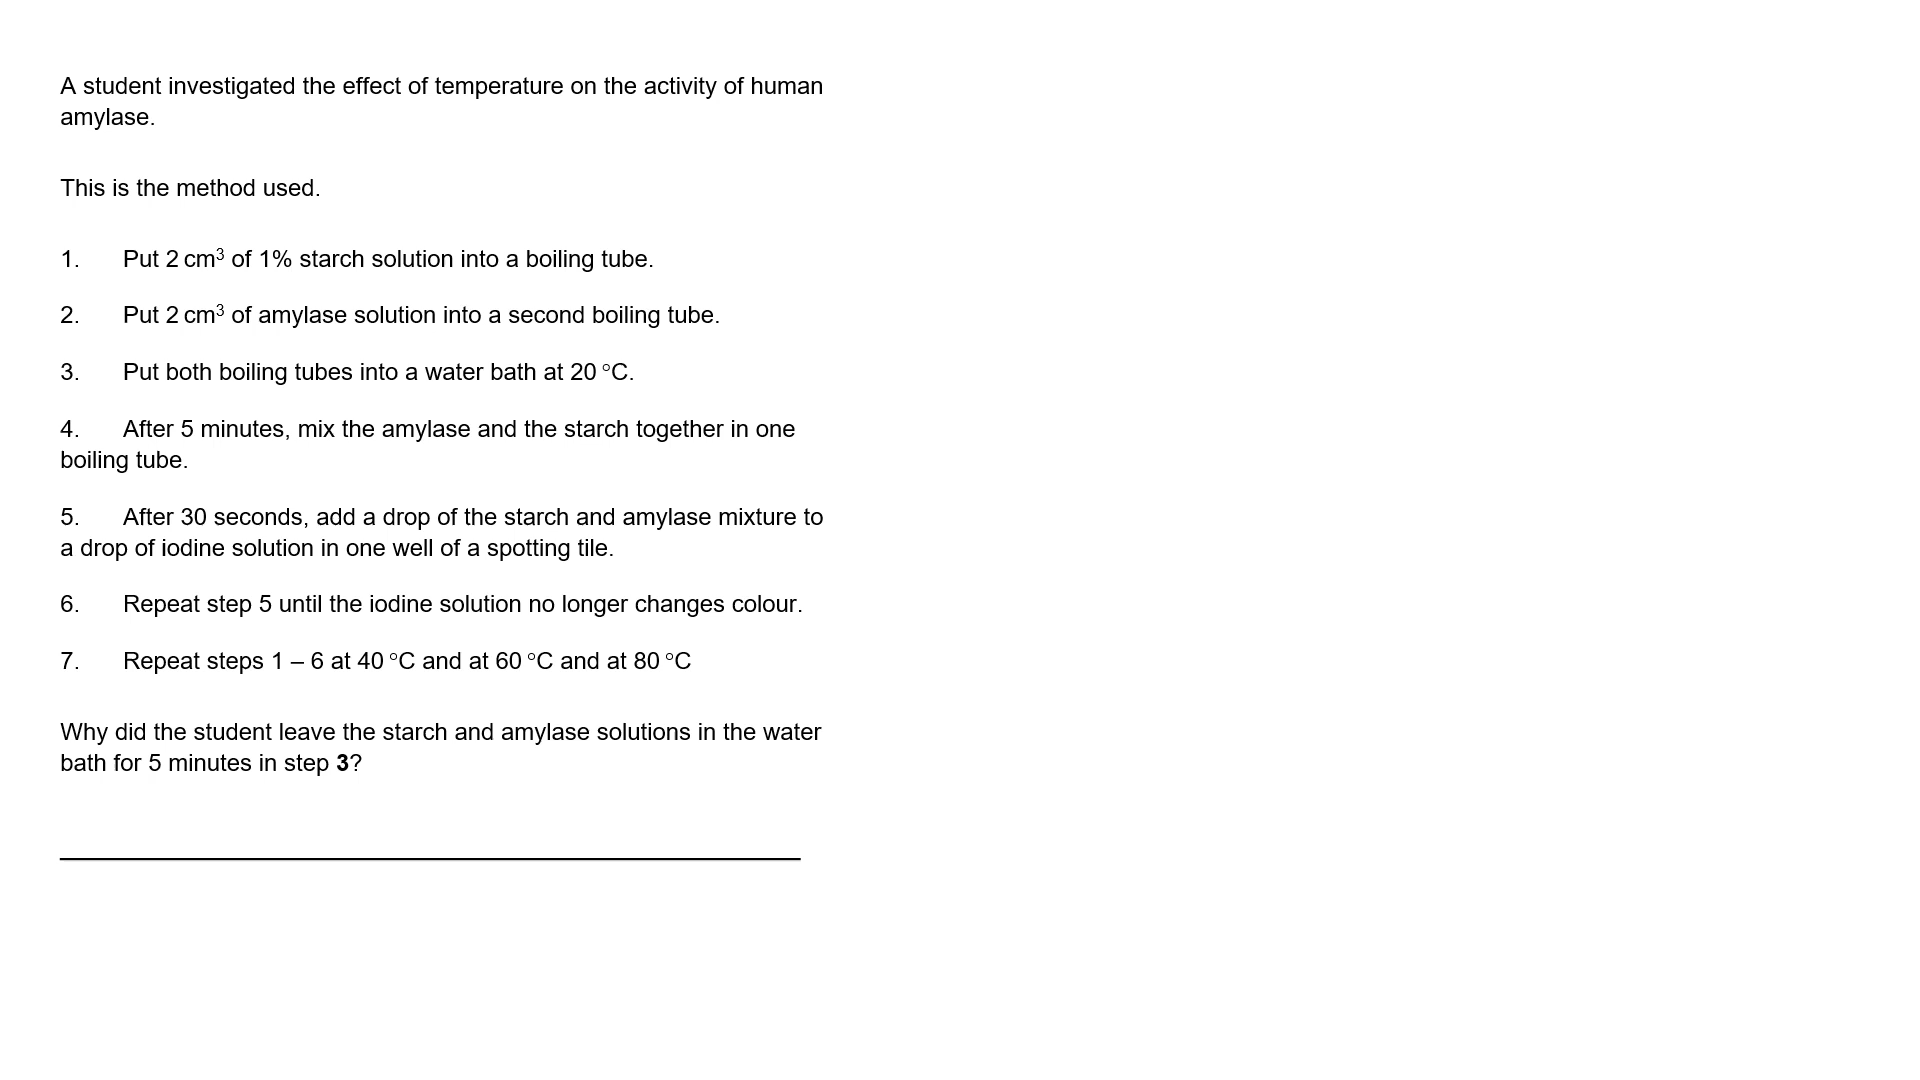 A student investigated the effect of temperature on the activity of human
amylase.
This is the method used.
1. Put 2 cm³ of 1% starch solution into a boiling tube.
2. Put 2 cm³ of amylase solution into a second boiling tube.
3. Put both boiling tubes into a water bath at 20 °C.
4. After 5 minutes, mix the amylase and the starch together in one
boiling tube.
5. After 30 seconds, add a drop of the starch and amylase mixture to
a drop of iodine solution in one well of a spotting tile.
6. Repeat step 5 until the iodine solution no longer changes colour.
7. Repeat steps 1 – 6 at 40 °C and at 60 °C and at 80 °C
Why did the student leave the starch and amylase solutions in the water
bath for 5 minutes in step 3?